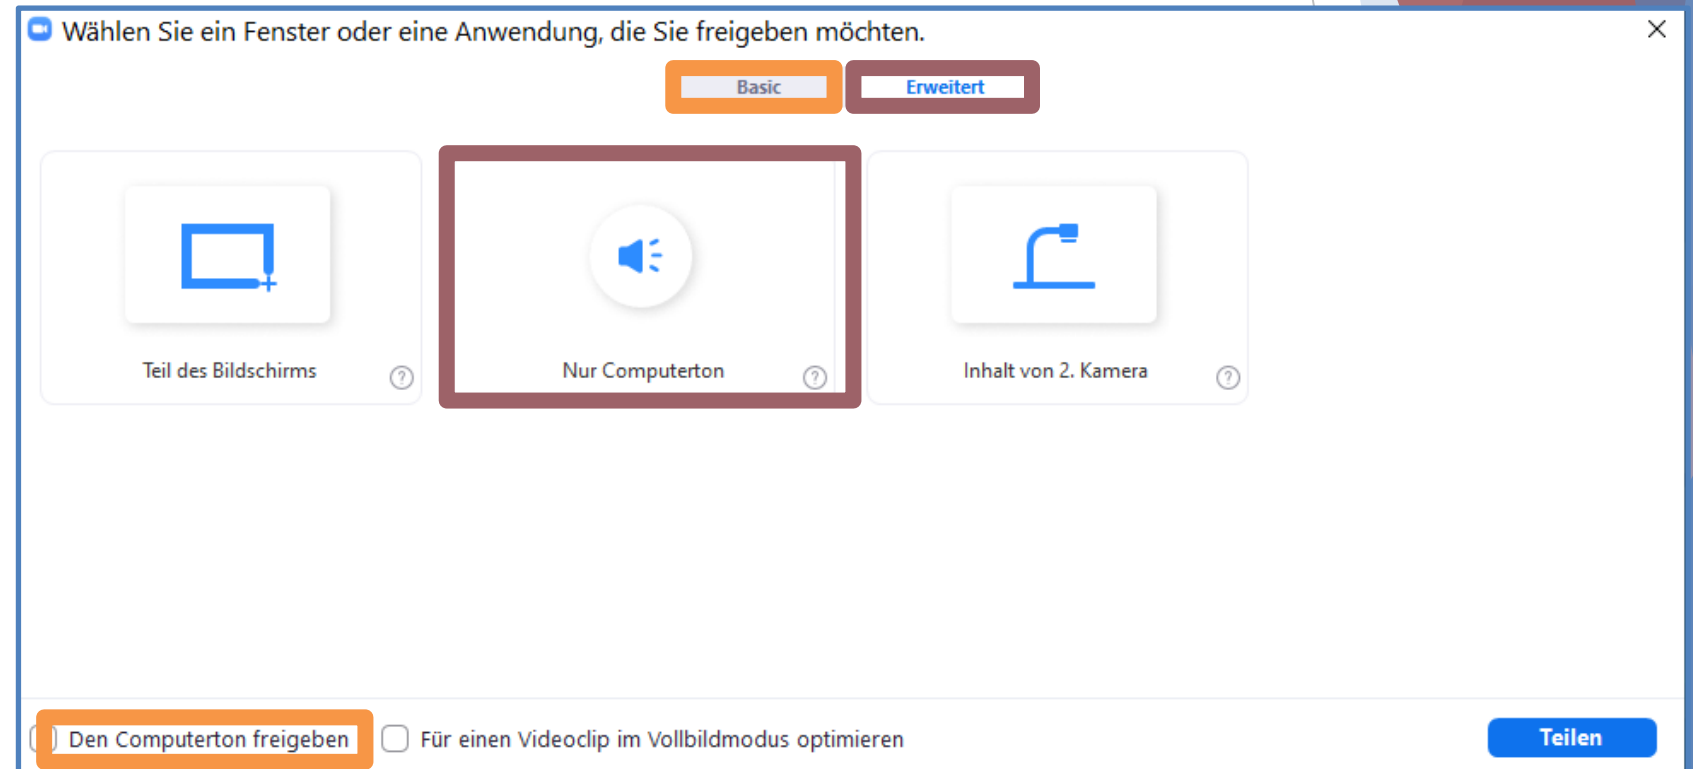 Wählen Sie ein Fenster oder eine Anwendung, die Sie freigeben möchten.
Basic
Erweitert
Teil des Bildschirms
?
Nur Computerton
?
Inhalt von 2. Kamera
?
Den Computerton freigeben
Für einen Videoclip im Vollbildmodus optimieren
Teilen